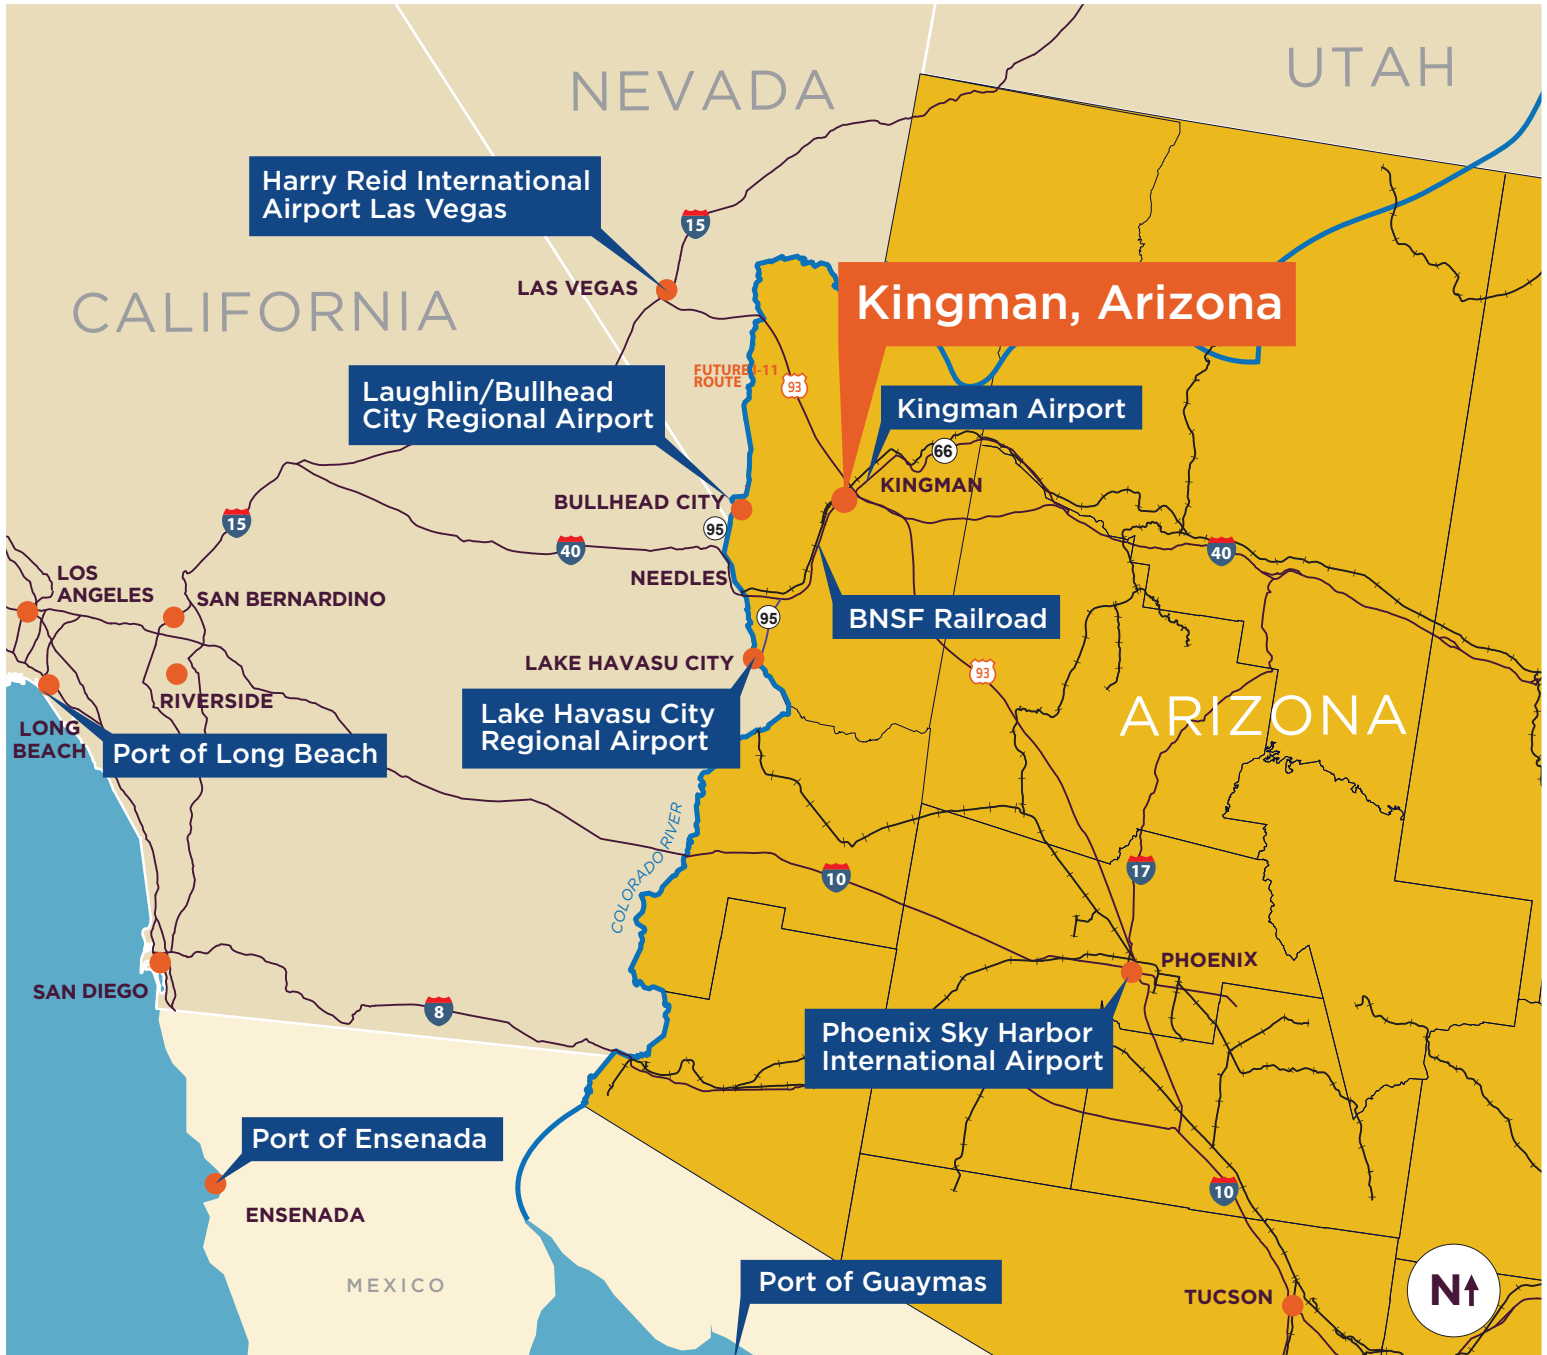 NEVADA
UTAH
Harry Reid International
Airport Las Vegas
15
LAS VEGAS
CALIFORNIA
Kingman, Arizona
FUTURE I-11
ROUTE
93
Laughlin/Bullhead
City Regional Airport
Kingman Airport
66
KINGMAN
BULLHEAD CITY
95
15
40
40
NEEDLES
LOS
ANGELES
SAN BERNARDINO
95
BNSF Railroad
LAKE HAVASU CITY
93
RIVERSIDE
ARIZONA
Lake Havasu City
Regional Airport
LONG
BEACH
Port of Long Beach
COLORADO RIVER
10
17
PHOENIX
SAN DIEGO
8
Phoenix Sky Harbor
International Airport
Port of Ensenada
10
ENSENADA
MEXICO
Port of Guaymas
TUCSON
N